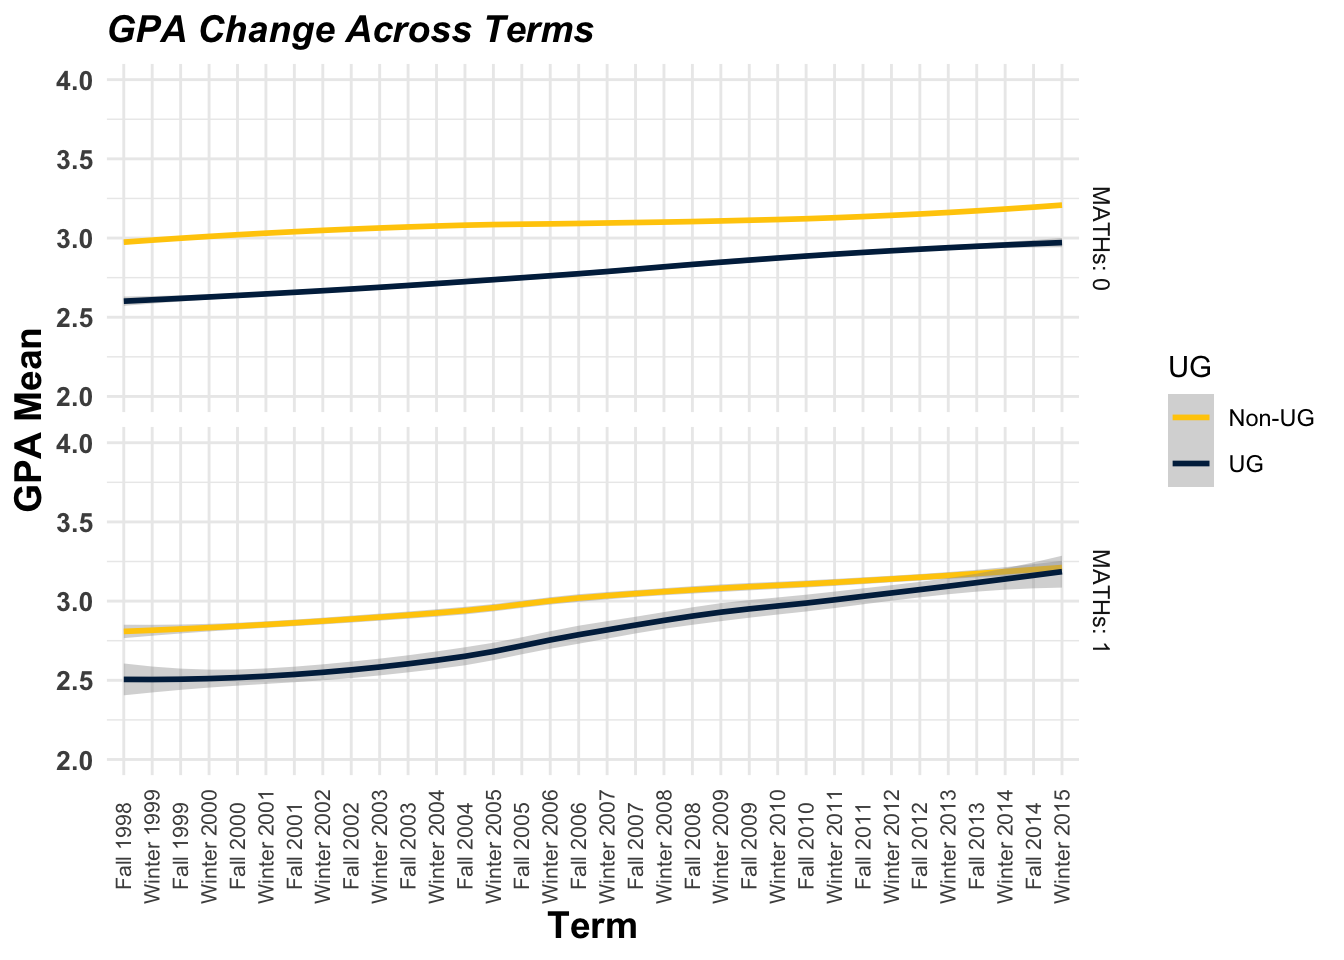 GPA Change Across Terms
4.0
3.5
3.0
2.5
2.0
MATHs: 0
4.0
3.5
3.0
2.5
2.0
MATHs: 1
GPA Mean
Fall 1998
Winter 1999
Fall 1999
Winter 2000
Fall 2000
Winter 2001
Fall 2001
Winter 2002
Fall 2002
Winter 2003
Fall 2003
Winter 2004
Fall 2004
Winter 2005
Fall 2005
Winter 2006
Fall 2006
Winter 2007
Fall 2007
Winter 2008
Fall 2008
Winter 2009
Fall 2009
Winter 2010
Fall 2010
Winter 2011
Fall 2011
Winter 2012
Fall 2012
Winter 2013
Fall 2013
Winter 2014
Fall 2014
Winter 2015
Term
UG
Non-UG
UG